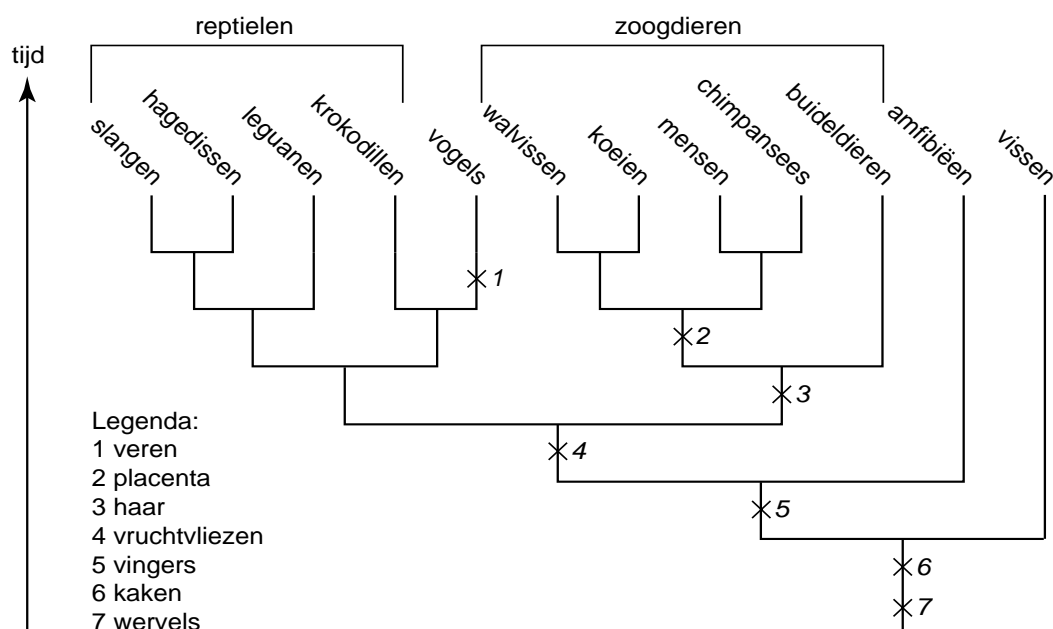 reptielen
zoogdieren
tijd
slangen
hagedissen
leguanen
krokodillen
vogels
walvissen
koeien
mensen
chimpansees
buideldieren
amfibiëen
vissen
1
2
3
4
5
6
7
Legenda:
1 veren
2 placenta
3 haar
4 vruchtvliezen
5 vingers
6 kaken
7 wervels